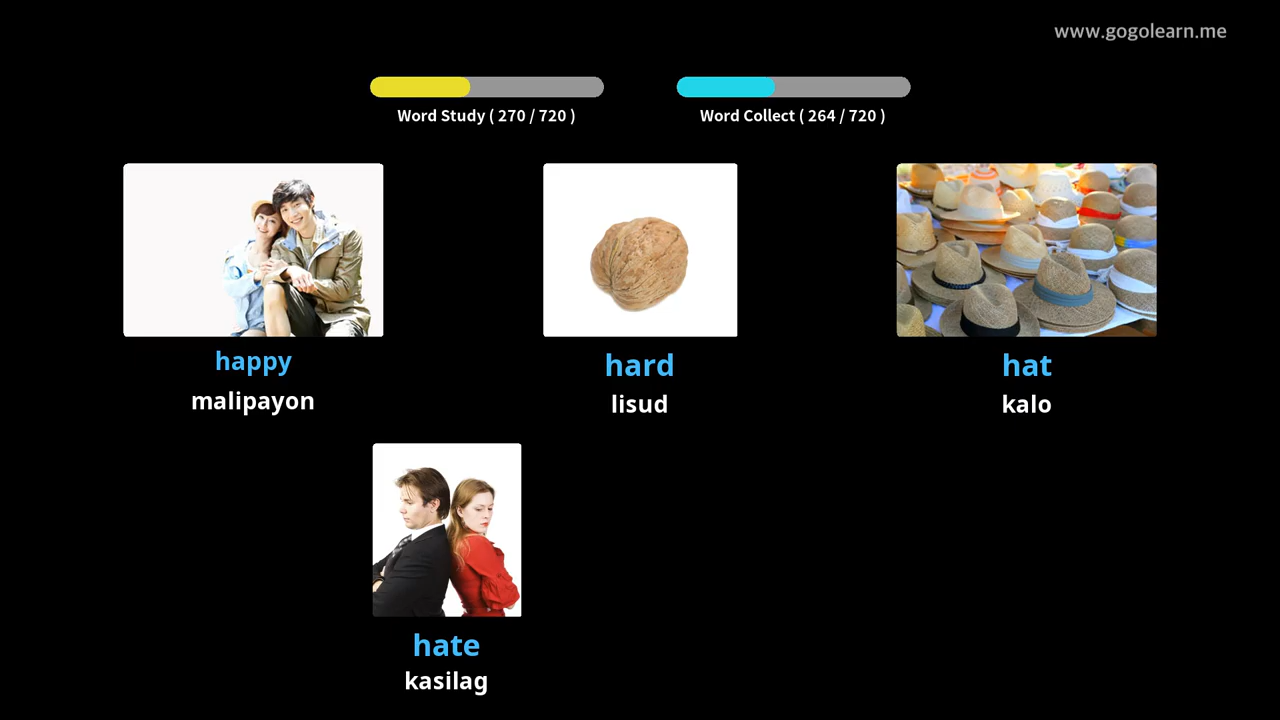 www.gogolearn.me
Word Study ( 270 / 720 )
Word Collect ( 264 / 720 )
happy
malipayon
hard
lisud
hat
kalo
hate
kasilag